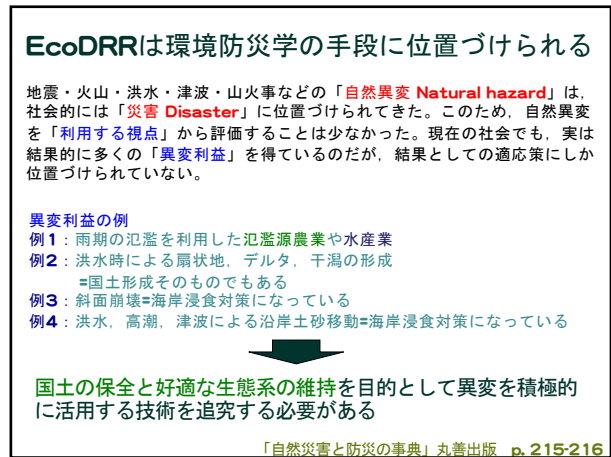 EcoDRRは環境防災学の手段に位置づけられる
地震・火山・洪水・津波・山火事などの「自然異変 Natural hazard」は，
社会的には「災害 Disaster」に位置づけられてきた。このため，自然異変
を「利用する視点」から評価することは少なかった。現在の社会でも，実は
結果的に多くの「異変利益」を得ているのだが，結果としての適応策にしか
位置づけられていない。
異変利益の例
例1：雨期の氾濫を利用した氾濫源農業や水産業
例2：洪水時による扇状地，デルタ，干潟の形成
=国土形成そのものでもある
例3：斜面崩壊=海岸浸食対策になっている
例4：洪水，高潮，津波による沿岸土砂移動=海岸浸食対策になっている
国土の保全と好適な生態系の維持を目的として異変を積極的
に活用する技術を追究する必要がある
「自然災害と防災の事典」丸善出版 p. 215-216